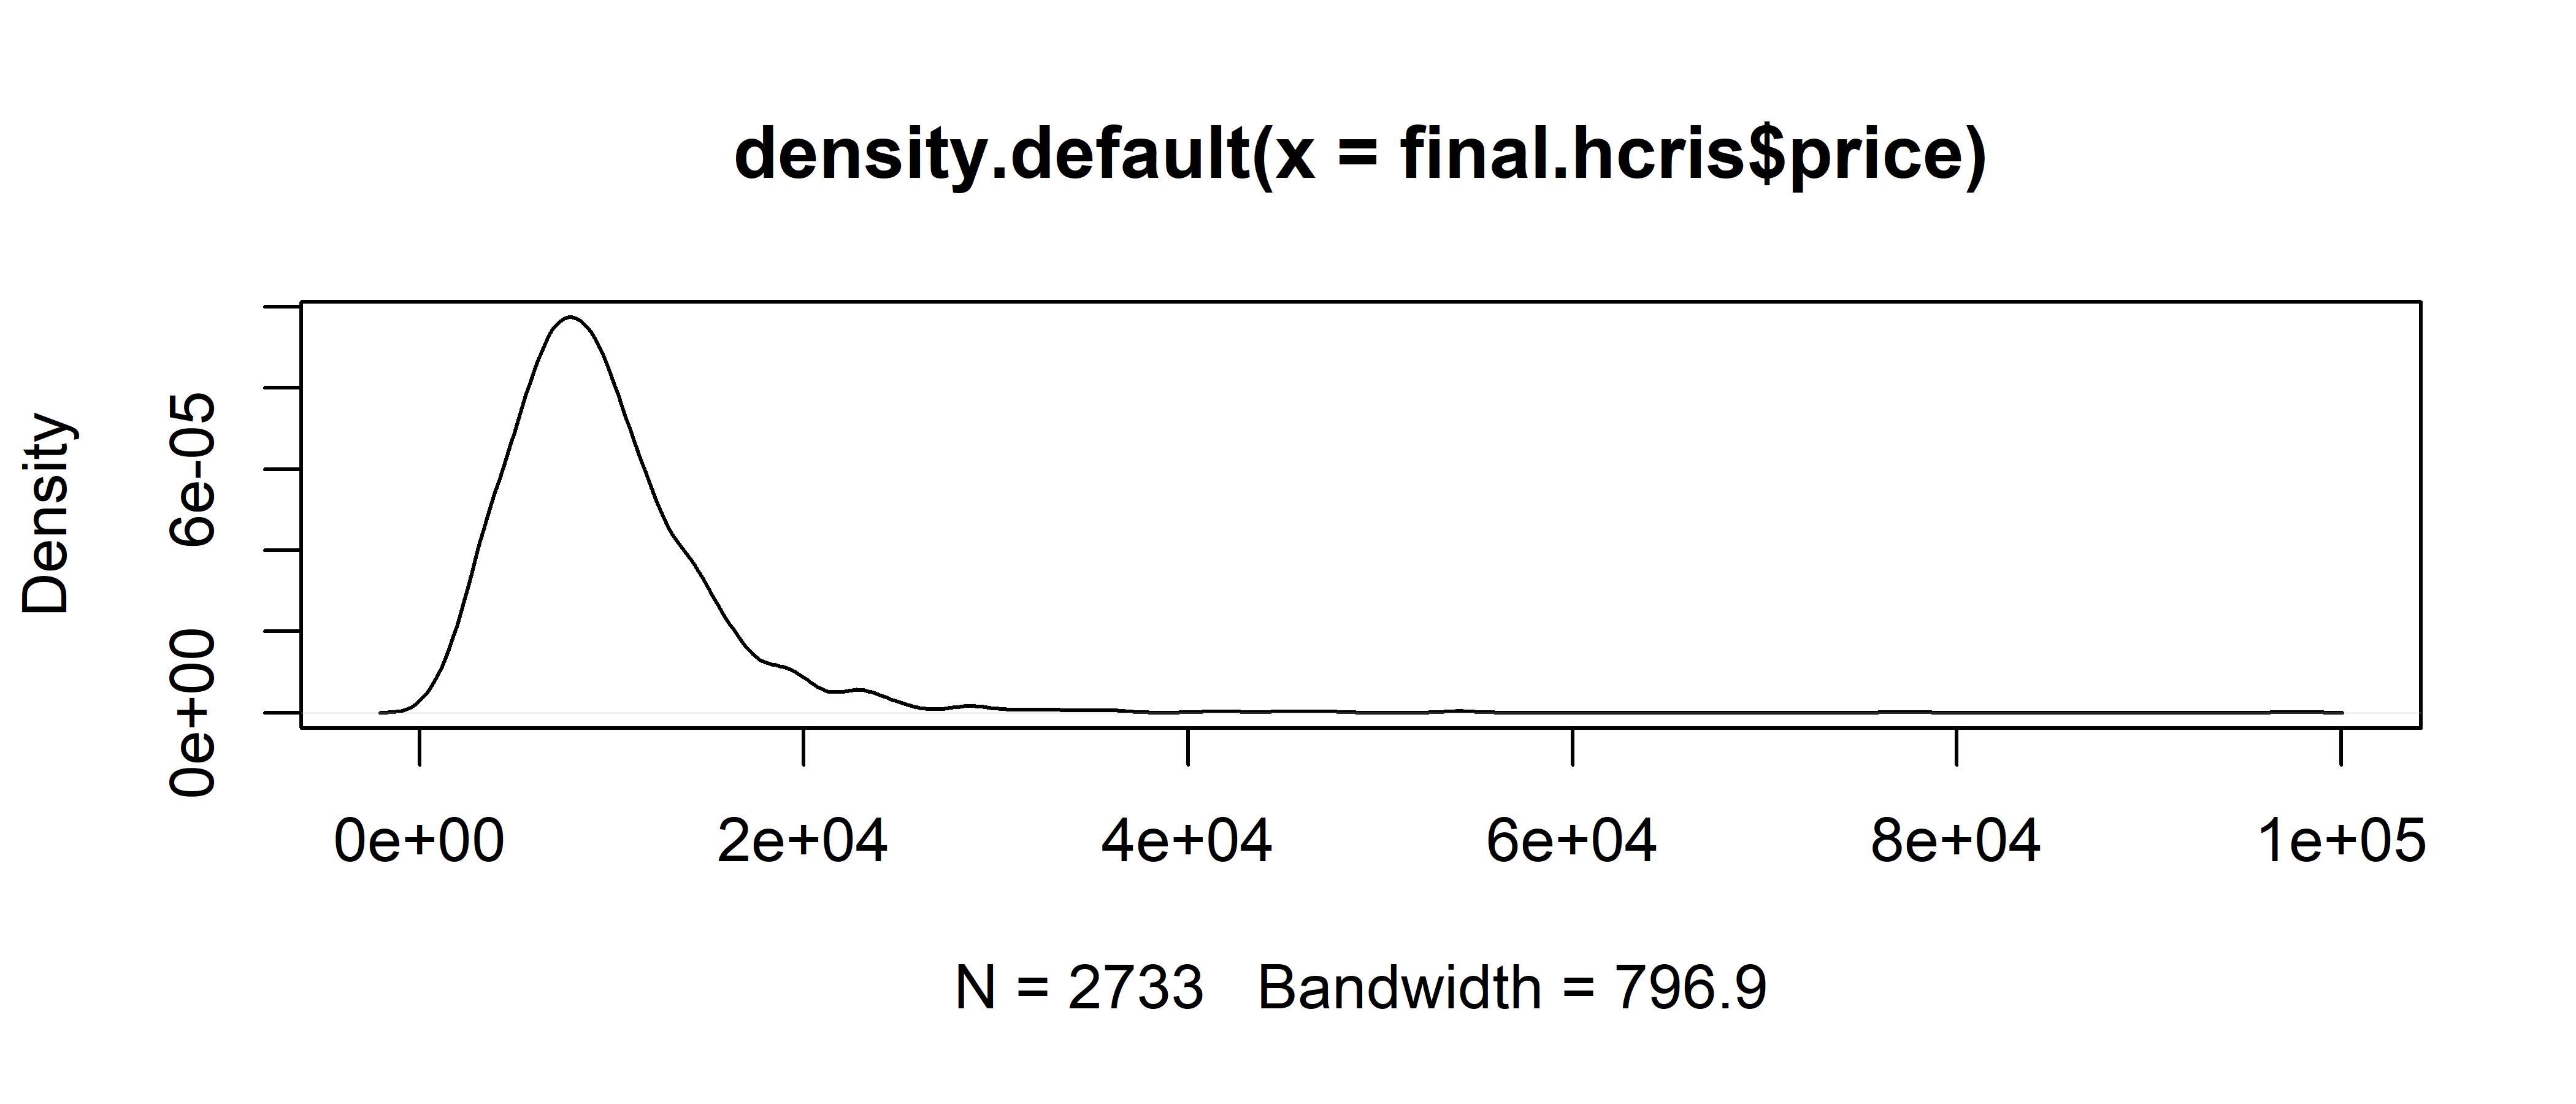 density.default(x = final.hcris$price)
Density
6e-05
0e+00
0e+00 2e+04 4e+04 6e+04 8e+04 1e+05
N = 2733 Bandwidth = 796.9